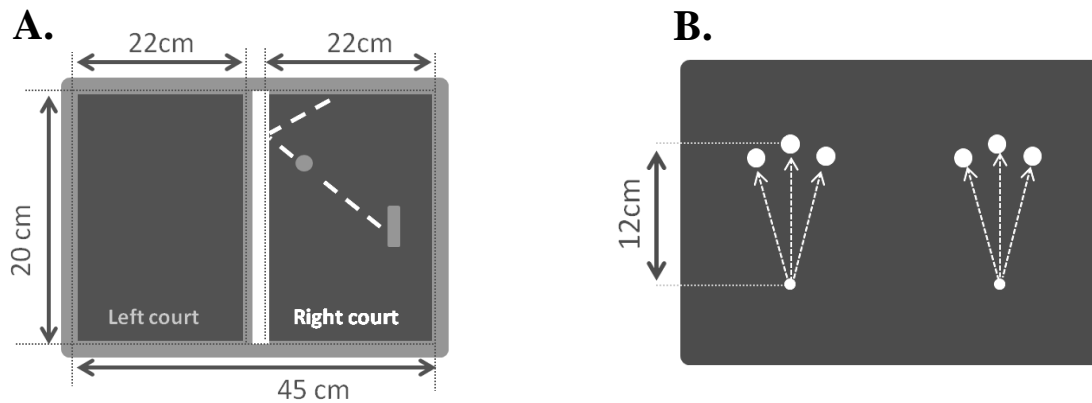 A.
22cm
22cm
20 cm
Left court
Right court
45 cm
B.
12cm